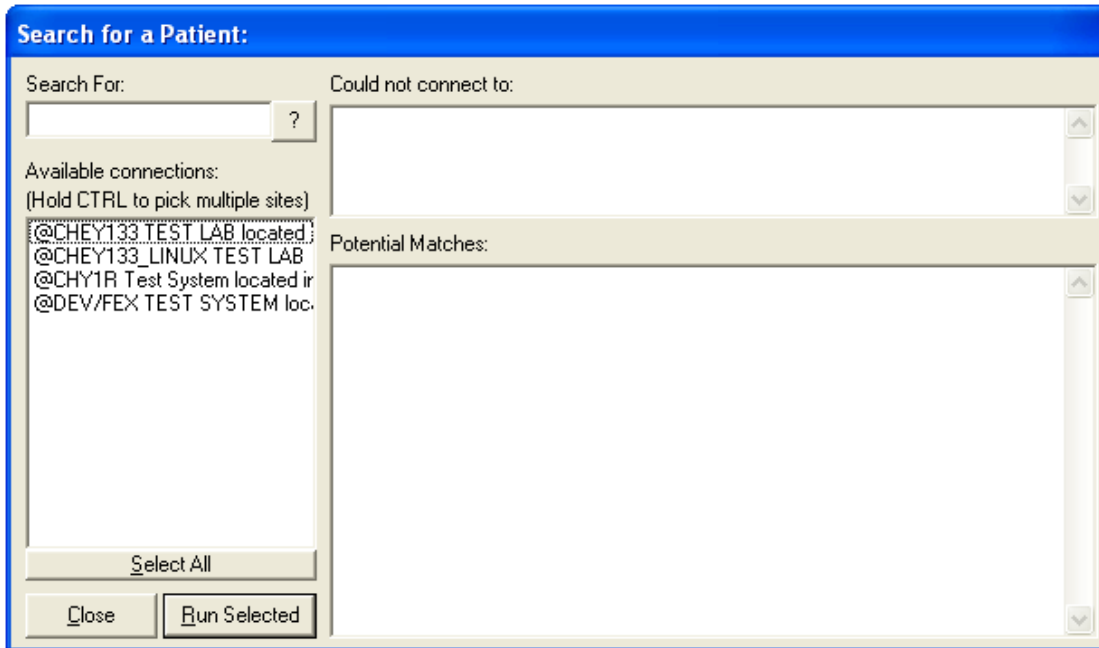 Search for a Patient:
Search For:
?
Available connections:
(Hold CTRL to pick multiple sites)
@CHEY133 TEST LAB located
@CHEY133_LINUX TEST LAB
@CHY1R Test System located in
@DEV/FEX TEST SYSTEM loc
Select All
Close
Run Selected
Could not connect to:
Potential Matches: